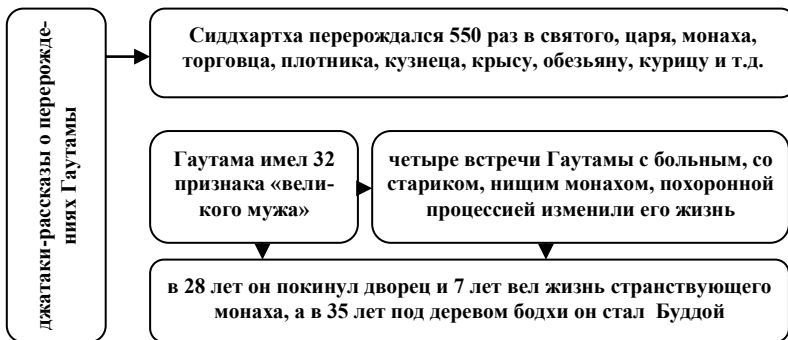 джатаки-рассказы о перерожде-
ниях Гаутамы
Сиддхартха перерождался 550 раз в святого, царя, монаха,
торговца, плотника, кузнеца, крысу, обезьяну, курицу и т.д.
Гаутама имел 32
признака «вели-
кого мужа»
четыре встречи Гаутамы с больным, со
стариком, нищим монахом, похоронной
процессией изменили его жизнь
в 28 лет он покинул дворец и 7 лет вел жизнь странствующего
монаха, а в 35 лет под деревом бодхи он стал Буддой